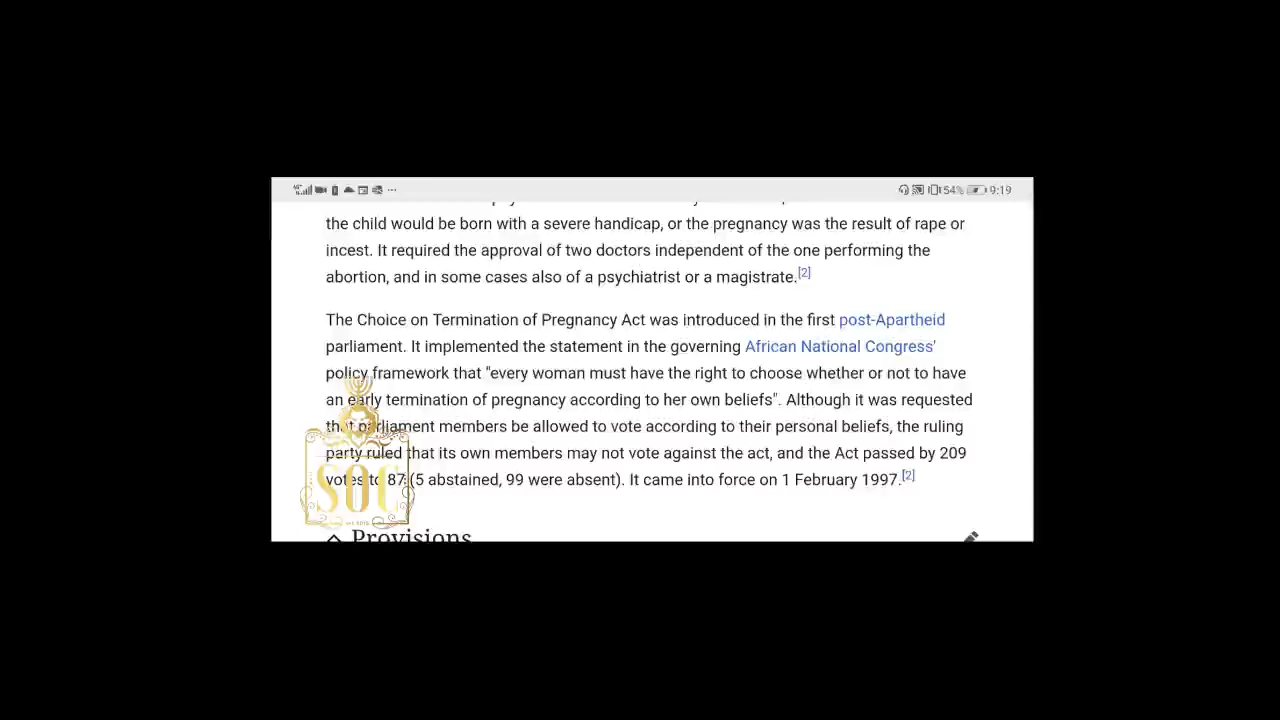 54% 9:19
the child would be born with a severe handicap, or the pregnancy was the result of rape or
incest. It required the approval of two doctors independent of the one performing the
abortion, and in some cases also of a psychiatrist or a magistrate.[2]
The Choice on Termination of Pregnancy Act was introduced in the first post-Apartheid
parliament. It implemented the statement in the governing African National Congress'
policy framework that "every woman must have the right to choose whether or not to have
an early termination of pregnancy according to her own beliefs". Although it was requested
that parliament members be allowed to vote according to their personal beliefs, the ruling
party ruled that its own members may not vote against the act, and the Act passed by 209
votes to 87 (5 abstained, 99 were absent). It came into force on 1 February 1997.[2]
SOC
Provisions